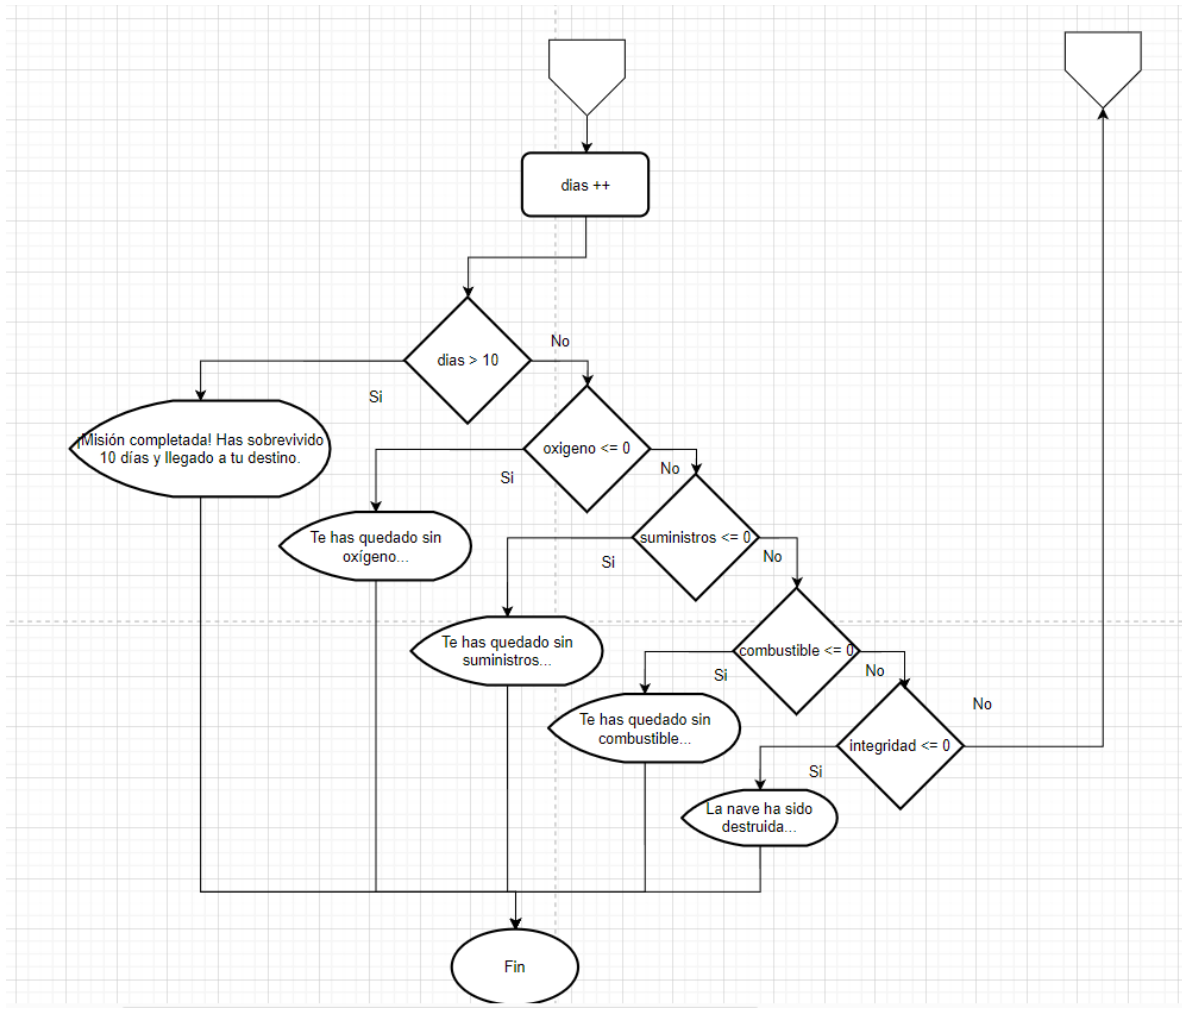 dias ++
dias > 10
No
Si
¡Misión completada! Has sobrevivido
10 días y llegado a tu destino.
oxigeno <= 0
No
Si
Te has quedado sin
oxígeno...
suministros <= 0
No
Si
Te has quedado sin
suministros...
combustible <= 0
No
Si
Te has quedado sin
combustible...
integridad <= 0
No
Si
La nave ha sido
destruida...
Fin